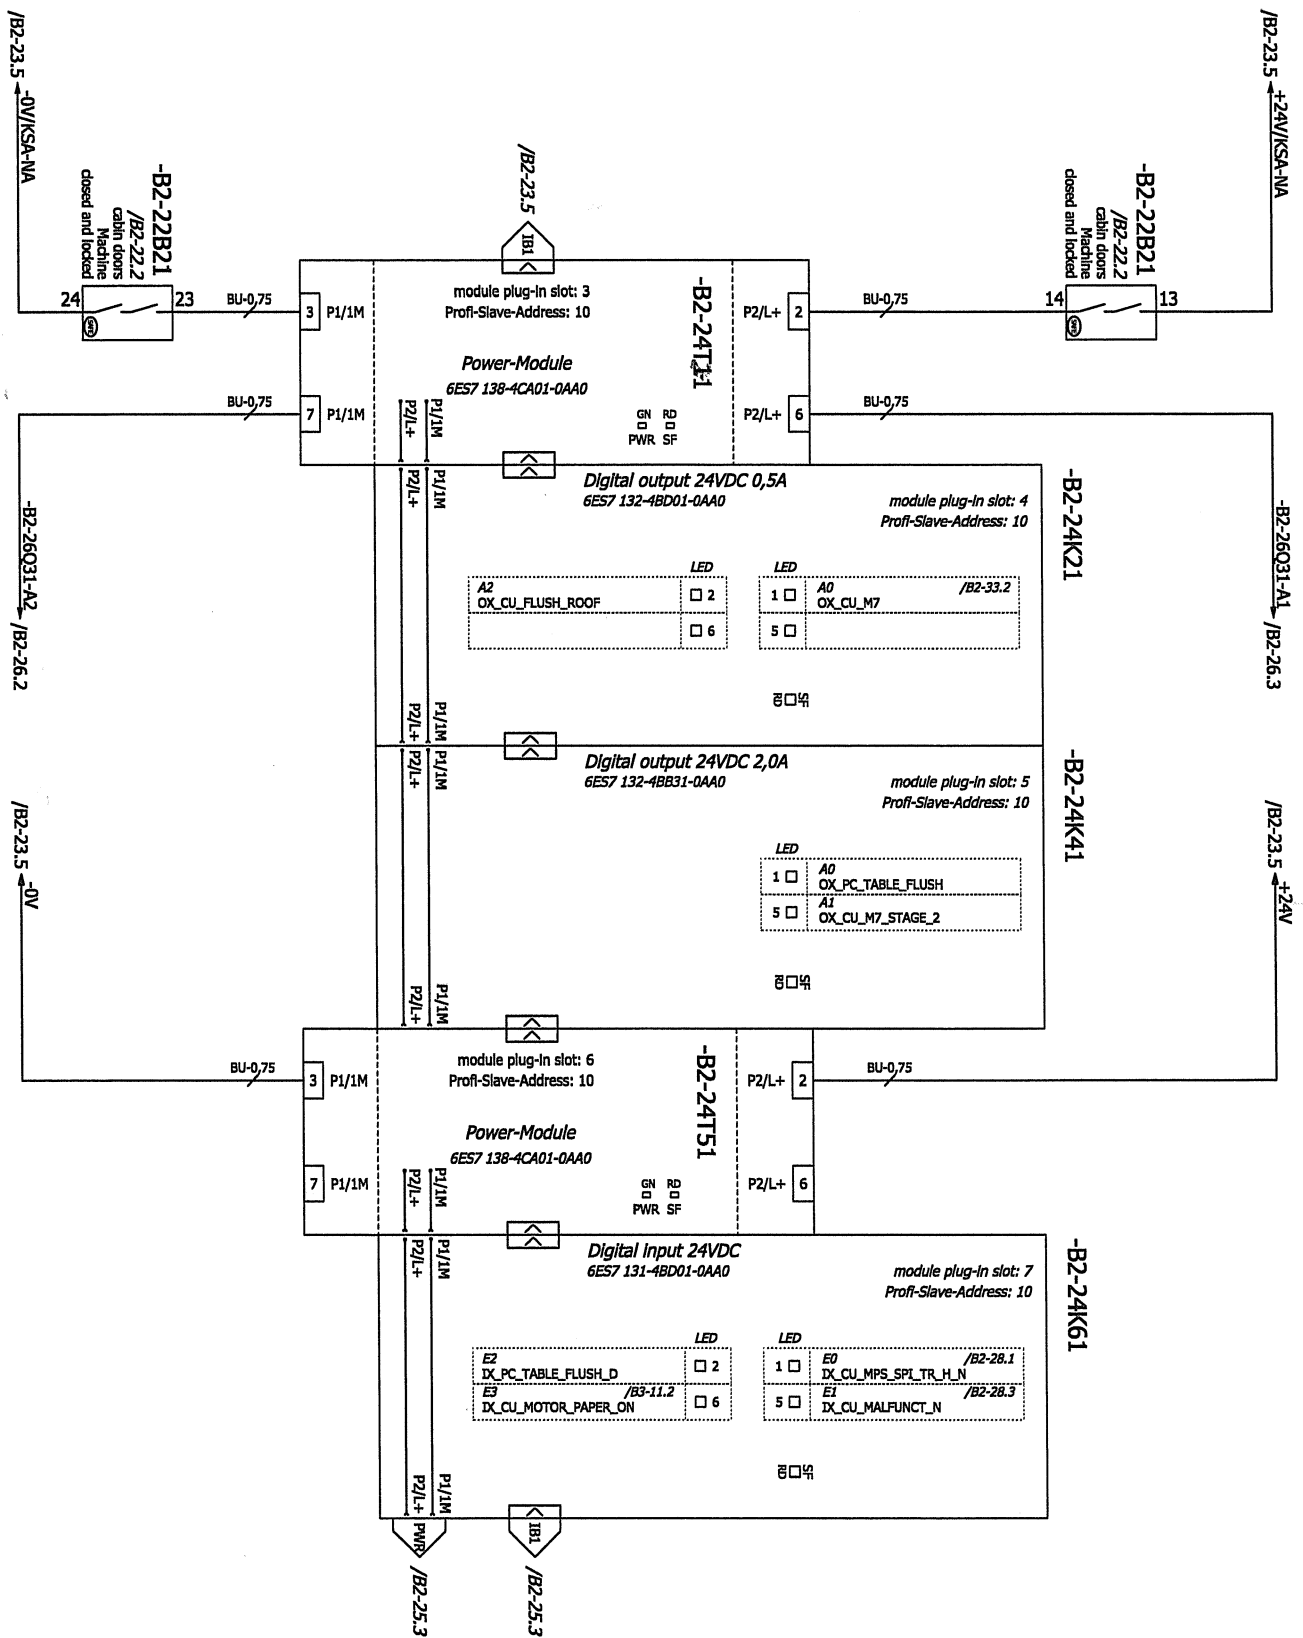 /B2-23.5
-0V/KSA-NA
/B2-23.5
+24V/KSA-NA
-B2-22B21
/B2-22.2
cabin doors
Machine
closed and locked
24
23
BU-0,75
/B2-23.5
IB1
-B2-22B21
/B2-22.2
cabin doors
Machine
closed and locked
14
13
BU-0,75
-B2-24T11
module plug-in slot: 3
Profi-Slave-Address: 10
3
P1/1M
P2/L+
2
Power-Module
6ES7 138-4CA01-0AA0
BU-0,75
7
P1/1M
P2/L+
P1/1M
GN RD
PWR SF
P2/L+
6
BU-0,75
-B2-26Q31-A2
/B2-26.2
-B2-26Q31-A1
/B2-26.3
-B2-24K21
Digital output 24VDC 0,5A
6ES7 132-4BD01-0AA0
module plug-in slot: 4
Profi-Slave-Address: 10
P2/L+
P1/1M
LED
LED
A2
OX_CU_FLUSH_ROOF
2
6
1
A0
/B2-33.2
OX_CU_M7
5
SF
RD
P2/L+
P1/1M
-B2-24K41
Digital output 24VDC 2,0A
6ES7 132-4BB31-0AA0
module plug-in slot: 5
Profi-Slave-Address: 10
P2/L+
P1/1M
LED
1
A0
OX_PC_TABLE_FLUSH
5
A1
OX_CU_M7_STAGE_2
SF
RD
P2/L+
P1/1M
/B2-23.5
-0V
/B2-23.5
+24V
-B2-24T51
module plug-in slot: 6
Profi-Slave-Address: 10
BU-0,75
3
P1/1M
P2/L+
2
BU-0,75
Power-Module
6ES7 138-4CA01-0AA0
7
P1/1M
P2/L+
P1/1M
GN RD
PWR SF
P2/L+
6
-B2-24K61
Digital input 24VDC
6ES7 131-4BD01-0AA0
module plug-in slot: 7
Profi-Slave-Address: 10
P2/L+
P1/1M
LED
LED
E2
IX_PC_TABLE_FLUSH_D
2
E3
/B3-11.2
IX_CU_MOTOR_PAPER_ON
6
1
E0
/B2-28.1
IX_CU_MPS_SPI_TR_H_N
5
E1
/B2-28.3
IX_CU_MALFUNCT_N
SF
RD
P2/L+
P1/1M
PWR
/B2-25.3
IB1
/B2-25.3